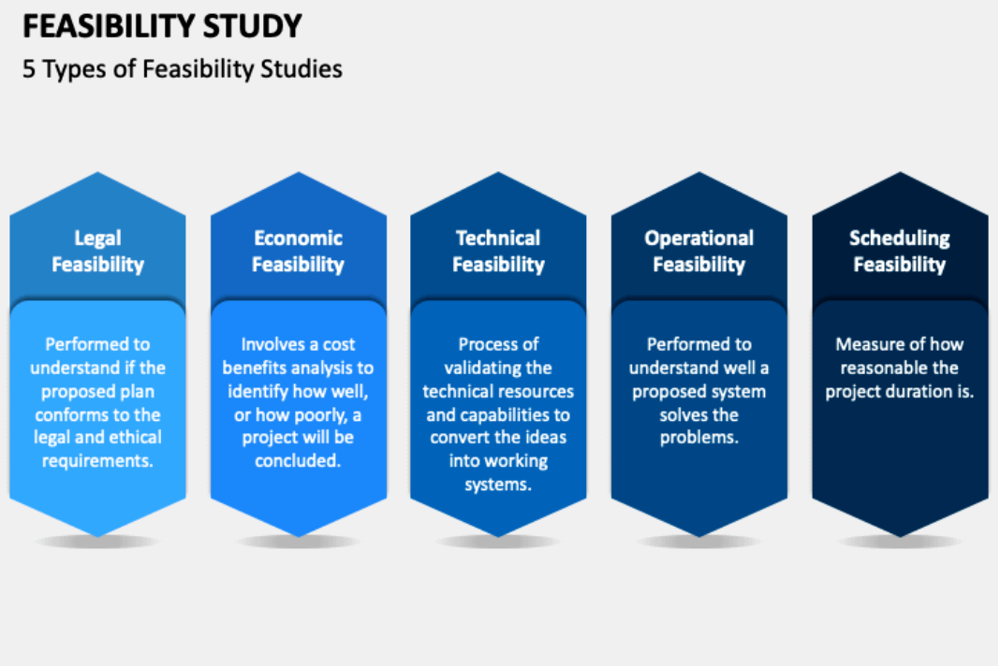 FEASIBILITY STUDY
5 Types of Feasibility Studies
Legal
Feasibility
Performed to
understand if the
proposed plan
conforms to the
legal and ethical
requirements.
Economic
Feasibility
Involves a cost
benefits analysis to
identify how well,
or how poorly, a
project will be
concluded.
Technical
Feasibility
Process of
validating the
technical resources
and capabilities to
convert the ideas
into working
systems.
Operational
Feasibility
Performed to
understand well a
proposed system
solves the
problems.
Scheduling
Feasibility
Measure of how
reasonable the
project duration is.